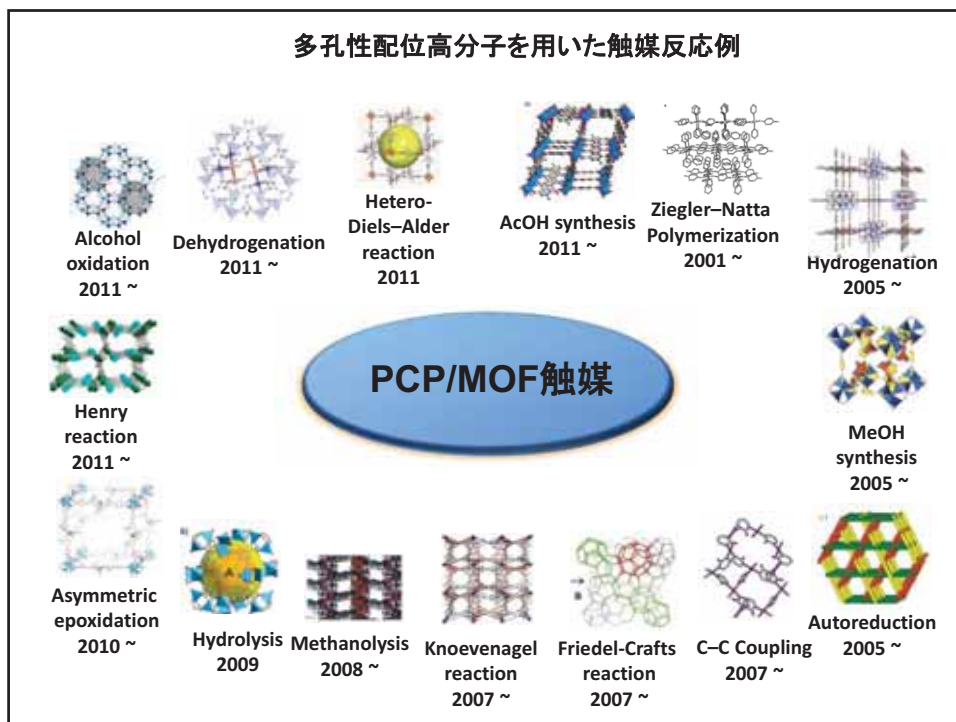 多孔性配位高分子を用いた触媒反応例
Alcohol
oxidation
2011 ~
Dehydrogenation
2011 ~
Hetero-
Diels–Alder
reaction
2011
AcOH synthesis
2011 ~
Ziegler–Natta
Polymerization
2001 ~
Hydrogenation
2005 ~
Henry
reaction
2011 ~
PCP/MOF触媒
MeOH
synthesis
2005 ~
Asymmetric
epoxidation
2010 ~
Hydrolysis
2009
Methanolysis
2008 ~
Knoevenagel
reaction
2007 ~
Friedel-Crafts
reaction
2007 ~
C–C Coupling
2007 ~
Autoreduction
2005 ~